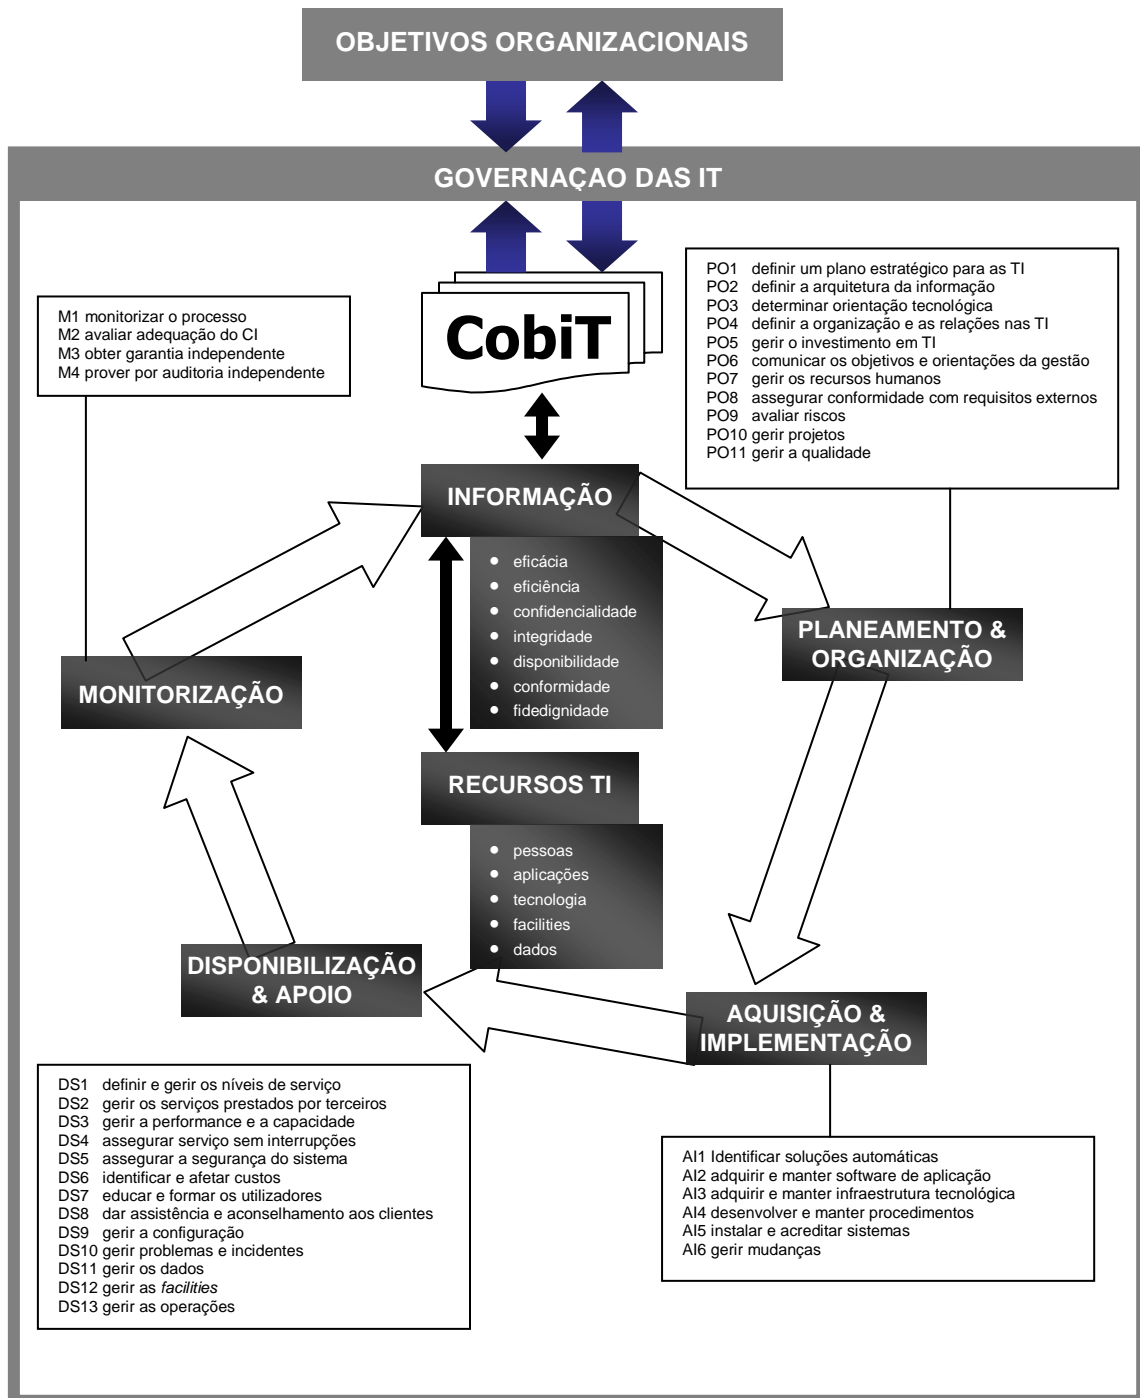 OBJETIVOS ORGANIZACIONAIS
GOVERNAÇAO DAS IT
CobiT
M1 monitorizar o processo
M2 avaliar adequação do CI
M3 obter garantia independente
M4 prover por auditoria independente
PO1 definir um plano estratégico para as TI
PO2 definir a arquitetura da informação
PO3 determinar orientação tecnológica
PO4 definir a organização e as relações nas TI
PO5 gerir o investimento em TI
PO6 comunicar os objetivos e orientações da gestão
PO7 gerir os recursos humanos
PO8 assegurar conformidade com requisitos externos
PO9 avaliar riscos
PO10 gerir projetos
PO11 gerir a qualidade
INFORMAÇÃO
• eficácia
• eficiência
• confidencialidade
• integridade
• disponibilidade
• conformidade
• fidedignidade
PLANEAMENTO &
ORGANIZAÇÃO
MONITORIZAÇÃO
RECURSOS TI
• pessoas
• aplicações
• tecnologia
• facilities
• dados
DISPONIBILIZAÇÃO
& APOIO
AQUISIÇÃO &
IMPLEMENTAÇÃO
DS1 definir e gerir os níveis de serviço
DS2 gerir os serviços prestados por terceiros
DS3 gerir a performance e a capacidade
DS4 assegurar serviço sem interrupções
DS5 assegurar a segurança do sistema
DS6 identificar e afetar custos
DS7 educar e formar os utilizadores
DS8 dar assistência e aconselhamento aos clientes
DS9 gerir a configuração
DS10 gerir problemas e incidentes
DS11 gerir os dados
DS12 gerir as facilities
DS13 gerir as operações
AI1 Identificar soluções automáticas
AI2 adquirir e manter software de aplicação
AI3 adquirir e manter infraestrutura tecnológica
AI4 desenvolver e manter procedimentos
AI5 instalar e acreditar sistemas
AI6 gerir mudanças